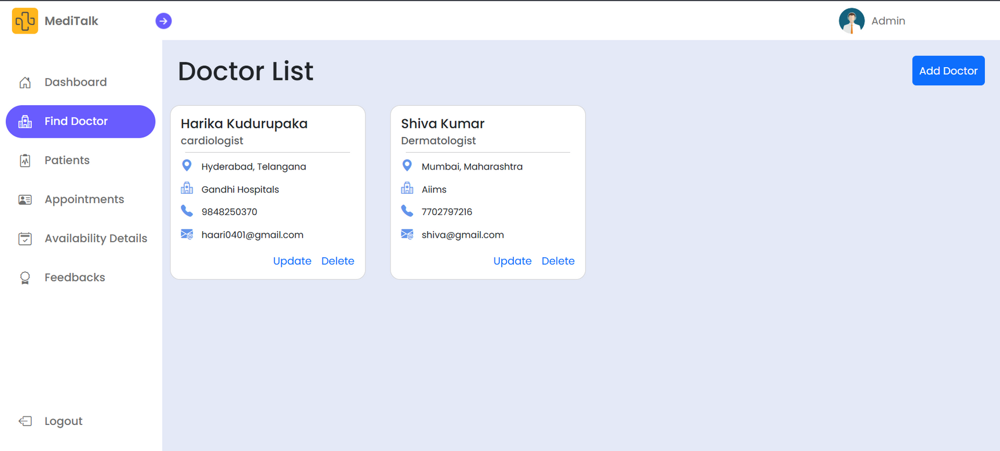 MediTalk
Admin
Dashboard
Find Doctor
Patients
Appointments
Availability Details
Feedbacks
Logout
Doctor List
Add Doctor
Harika Kudurupaka
cardiologist
Hyderabad, Telangana
Gandhi Hospitals
9848250370
haari0401@gmail.com
Update Delete
Shiva Kumar
Dermatologist
Mumbai, Maharashtra
Aiims
7702797216
shiva@gmail.com
Update Delete